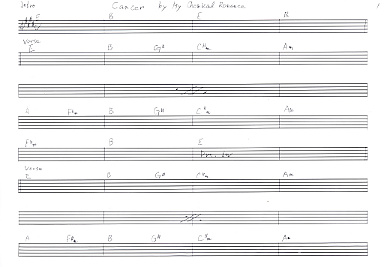 Intro Cancer by My Chemical Romance 1
E B E B
Verse
E B G# C#m Am
A F#m B G# C#m Am
F#m B E
Verse
E B G# C#m Am
A F#m B G# C#m Am